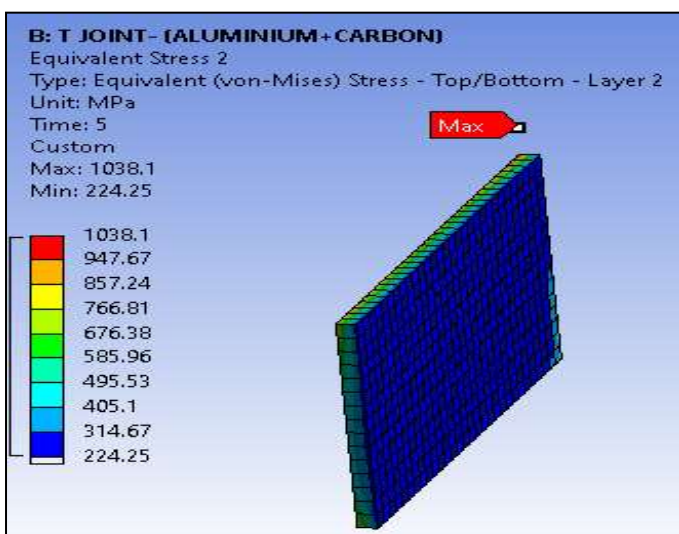 B: T JOINT- (ALUMINIUM+CARBON)
Equivalent Stress 2
Type: Equivalent (von-Mises) Stress - Top/Bottom - Layer 2
Unit: MPa
Time: 5
Custom
Max: 1038.1
Min: 224.25
Max
1038.1
947.67
857.24
766.81
676.38
585.96
495.53
405.1
314.67
224.25